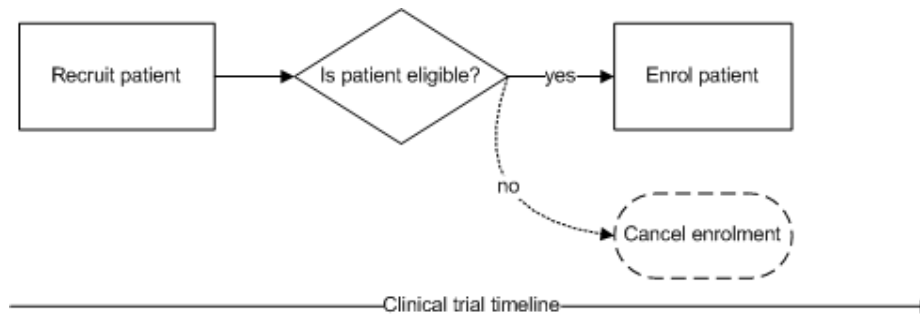 Recruit patient
Is patient eligible?
yes
Enrol patient
no
Cancel enrolment
Clinical trial timeline